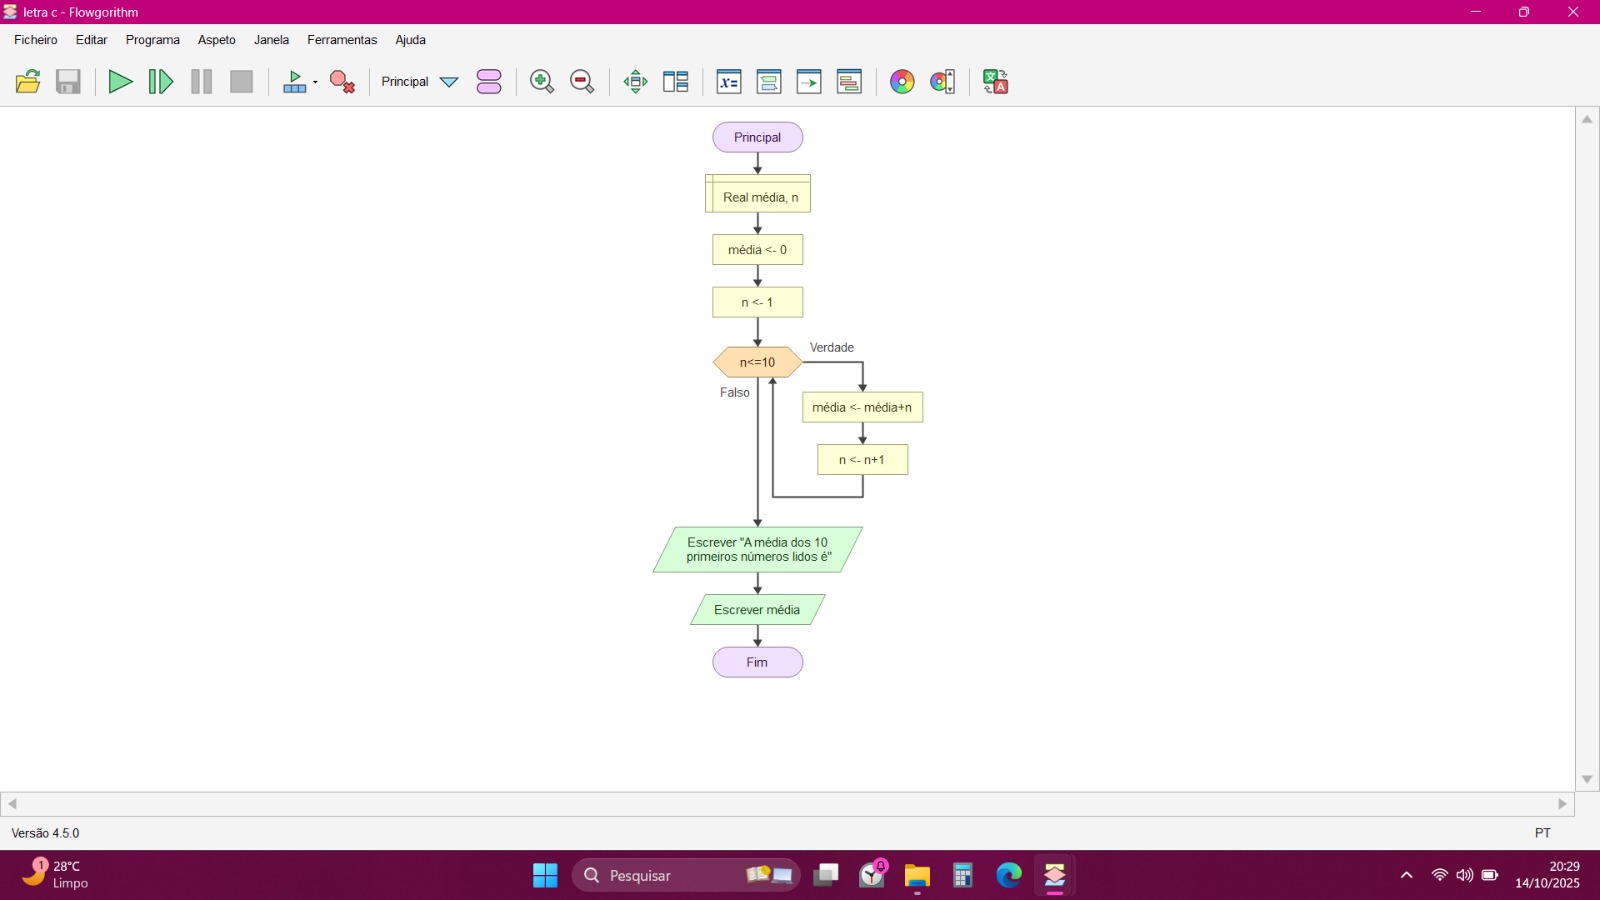 letra c - Flowgorithm
Ficheiro Editar Programa Aspeto Janela Ferramentas Ajuda
Principal
Principal
Real média, n
média <- 0
n <- 1
n<=10
Verdade
Falso
média <- média+n
n <- n+1
Escrever "A média dos 10
primeiros números lidos é"
Escrever média
Fim
Versão 4.5.0
PT
1
28°C
Limpo
Pesquisar
20:29
14/10/2025